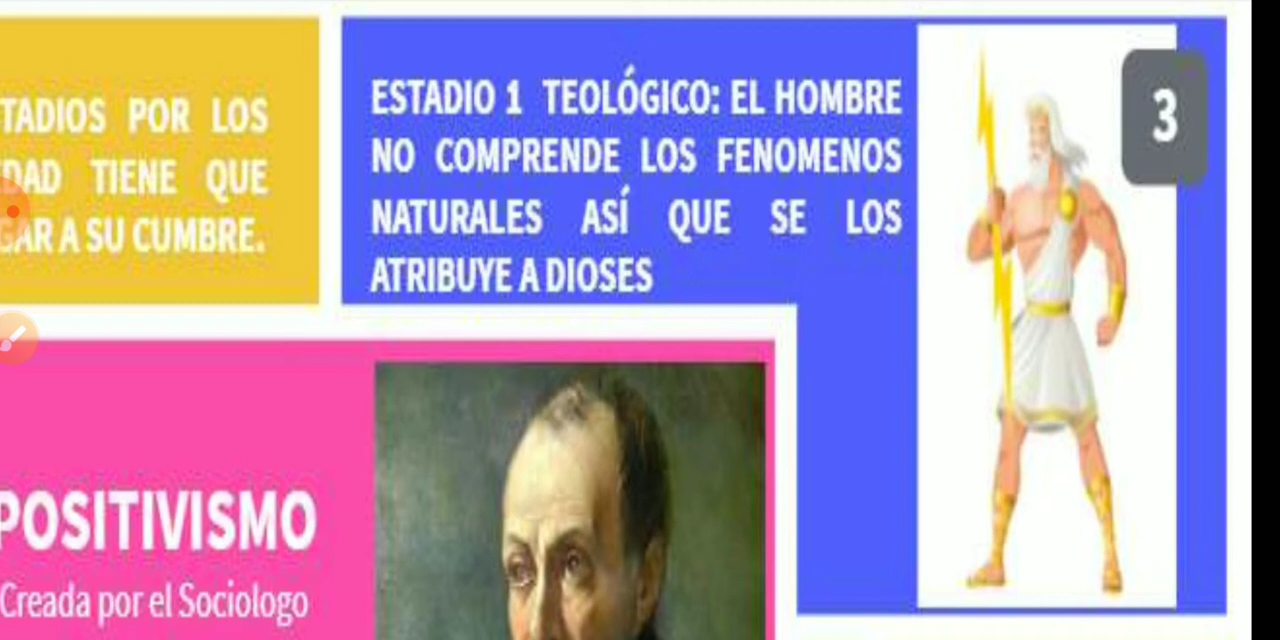 TADIOS POR LOS
DAD TIENE QUE
GAR A SU CUMBRE.
ESTADIO 1 TEOLÓGICO: EL HOMBRE
NO COMPRENDE LOS FENOMENOS
NATURALES ASÍ QUE SE LOS
ATRIBUYE A DIOSES
3
POSITIVISMO
Creada por el Sociologo